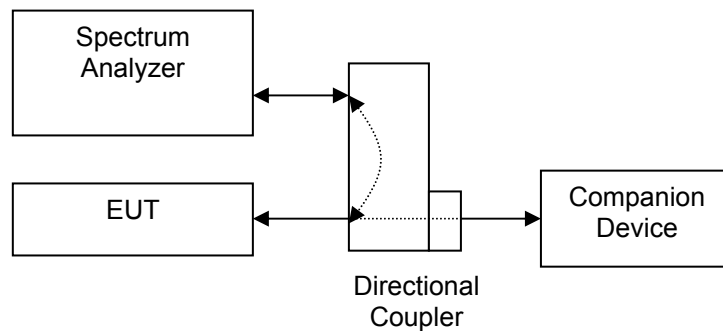 Spectrum
Analyzer
EUT
Companion
Device
Directional
Coupler